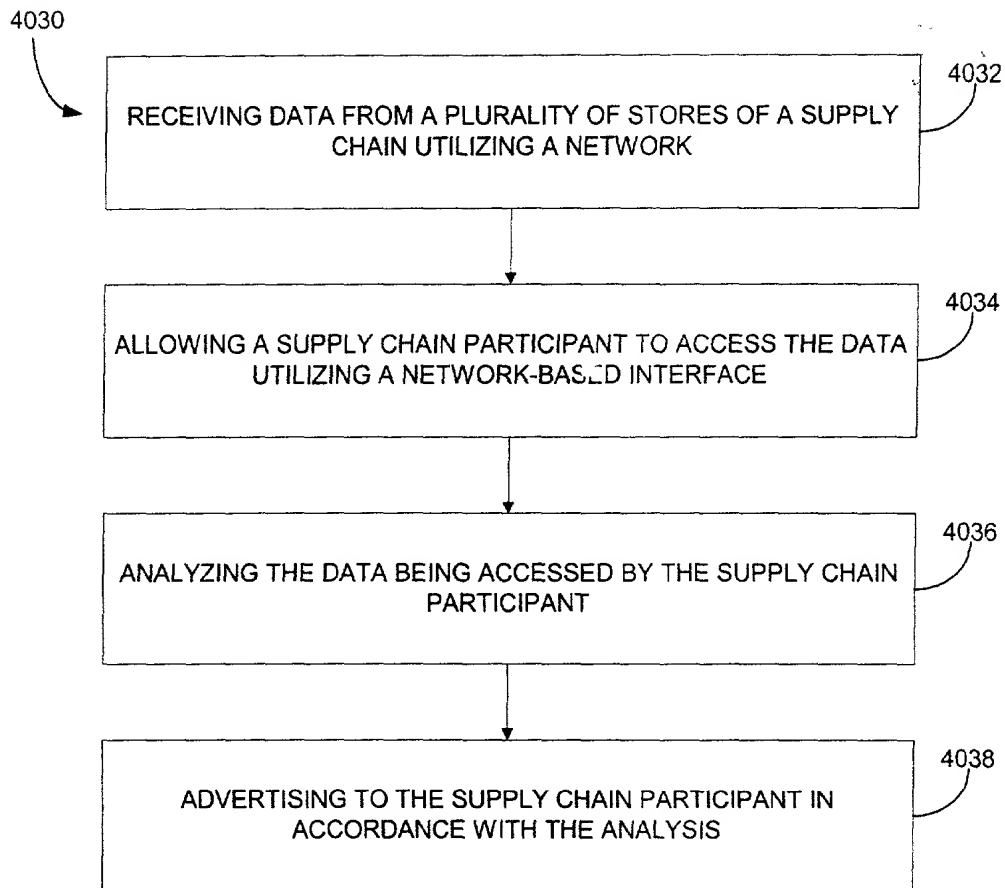 4030
4032
RECEIVING DATA FROM A PLURALITY OF STORES OF A SUPPLY
CHAIN UTILIZING A NETWORK
4034
ALLOWING A SUPPLY CHAIN PARTICIPANT TO ACCESS THE DATA
UTILIZING A NETWORK-BASED INTERFACE
4036
ANALYZING THE DATA BEING ACCESSED BY THE SUPPLY CHAIN
PARTICIPANT
4038
ADVERTISING TO THE SUPPLY CHAIN PARTICIPANT IN
ACCORDANCE WITH THE ANALYSIS